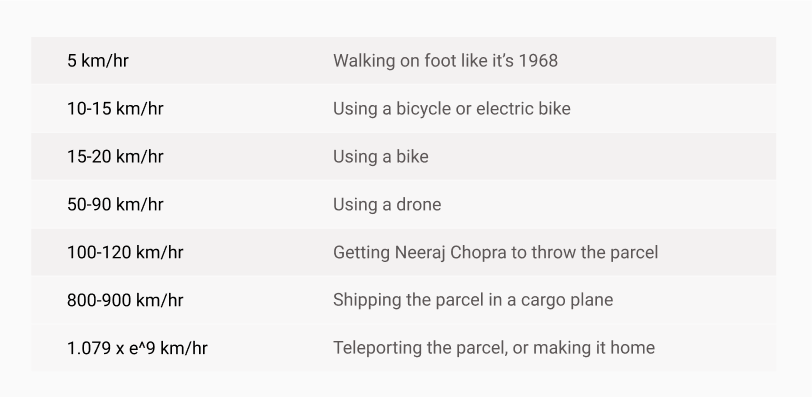 5 km/hr Walking on foot like it’s 1968
10-15 km/hr Using a bicycle or electric bike
15-20 km/hr Using a bike
50-90 km/hr Using a drone
100-120 km/hr Getting Neeraj Chopra to throw the parcel
800-900 km/hr Shipping the parcel in a cargo plane
1.079 x e^9 km/hr Teleporting the parcel, or making it home